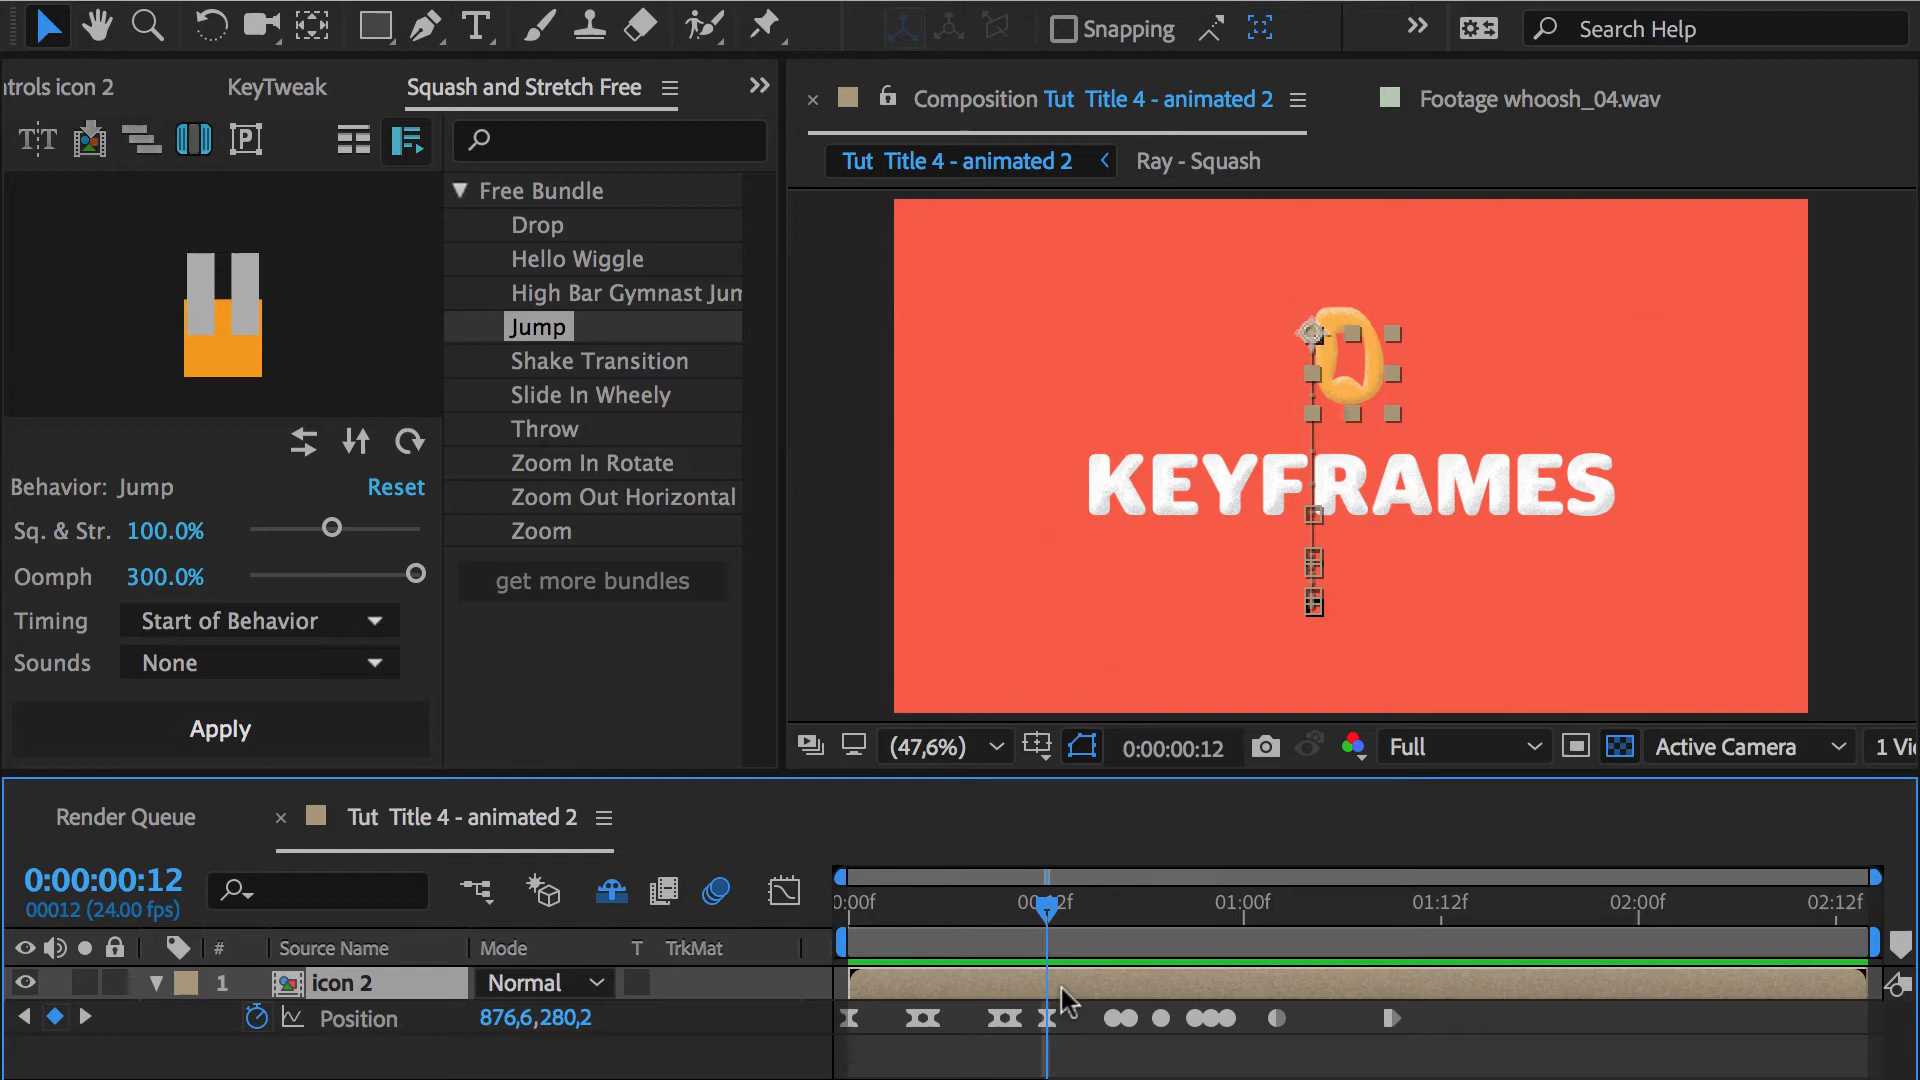 Snapping
Search Help
ntrols icon 2
KeyTweak
Squash and Stretch Free
Composition Tut Title 4 - animated 2
Footage whoosh_04.wav
Tut Title 4 - animated 2
Ray - Squash
Free Bundle
Drop
Hello Wiggle
High Bar Gymnast Jum
Jump
Shake Transition
Slide In Wheely
Throw
Zoom In Rotate
Zoom Out Horizontal
Zoom
get more bundles
Behavior: Jump
Reset
Sq. & Str. 100.0%
Oomph 300.0%
Timing Start of Behavior
Sounds None
Apply
KEYFRAMES
(47,6%)
0:00:00:12
Full
Active Camera
1 Vi
Render Queue
Tut Title 4 - animated 2
0:00:00:12
00012 (24.00 fps)
0:00f
01:00f
01:12f
02:00f
02:12f
# Source Name Mode T TrkMat
1 icon 2 Normal
Position 876,6,280,2